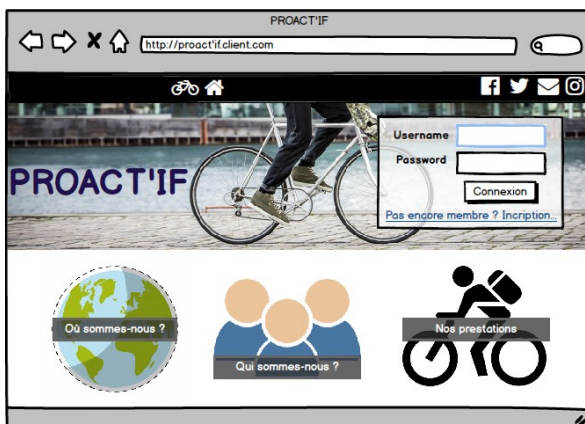 PROACT'IF
http://proact'if.client.com
Username
Password
PROACT'IF
Connexion
Pas encore membre ? Incription...
Où sommes-nous ?
Qui sommes-nous ?
Nos prestations